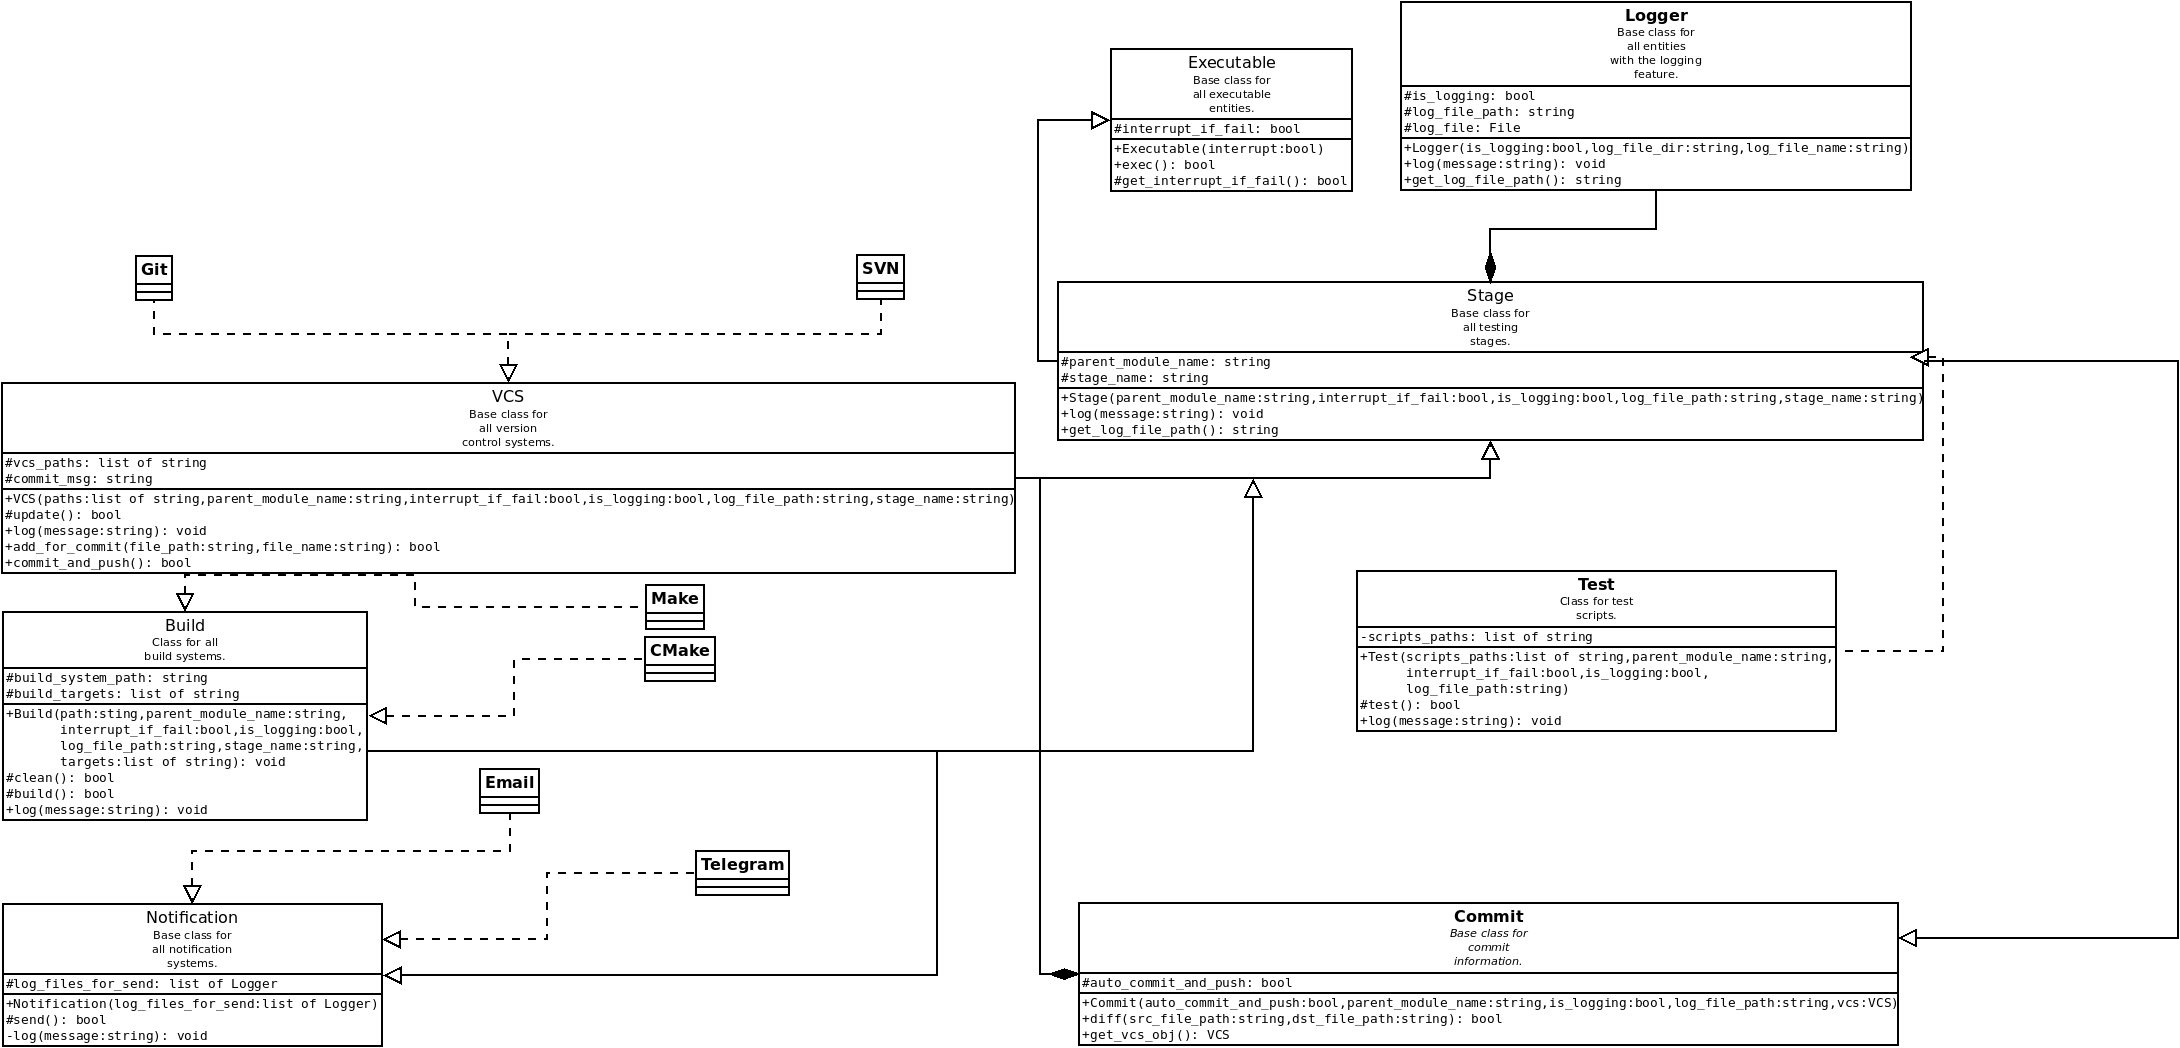 Logger
Base class for
all entities
with the logging
feature.
#is_logging: bool
#log_file_path: string
#log_file: File
+Logger(is_logging:bool,log_file_dir:string,log_file_name:string)
+log(message:string): void
+get_log_file_path(): string
Executable
Base class for
all executable
entities.
#interrupt_if_fail: bool
+Executable(interrupt:bool)
+exec(): bool
#get_interrupt_if_fail(): bool
Git
SVN
Stage
Base class for
all testing
stages.
#parent_module_name: string
#stage_name: string
+Stage(parent_module_name:string,interrupt_if_fail:bool,is_logging:bool,log_file_path:string,stage_name:string)
+log(message:string): void
+get_log_file_path(): string
VCS
Base class for
all version
control systems.
#vcs_paths: list of string
#commit_msg: string
+VCS(paths:list of string,parent_module_name:string,interrupt_if_fail:bool,is_logging:bool,log_file_path:string,stage_name:string)
#update(): bool
+log(message:string): void
+add_for_commit(file_path:string,file_name:string): bool
+commit_and_push(): bool
Make
CMake
Test
Class for test
scripts.
-scripts_paths: list of string
+Test(scripts_paths:list of string,parent_module_name:string,
interrupt_if_fail:bool,is_logging:bool,
log_file_path:string)
#test(): bool
+log(message:string): void
Build
Class for all
build systems.
#build_system_path: string
#build_targets: list of string
+Build(path:sting,parent_module_name:string,
interrupt_if_fail:bool,is_logging:bool,
log_file_path:string,stage_name:string,
targets:list of string): void
#clean(): bool
#build(): bool
+log(message:string): void
Email
Telegram
Notification
Base class for
all notification
systems.
#log_files_for_send: list of Logger
+Notification(log_files_for_send:list of Logger)
#send(): bool
-log(message:string): void
Commit
Base class for
commit
information.
#auto_commit_and_push: bool
+Commit(auto_commit_and_push:bool,parent_module_name:string,is_logging:bool,log_file_path:string,vcs:VCS)
+diff(src_file_path:string,dst_file_path:string): bool
+get_vcs_obj(): VCS